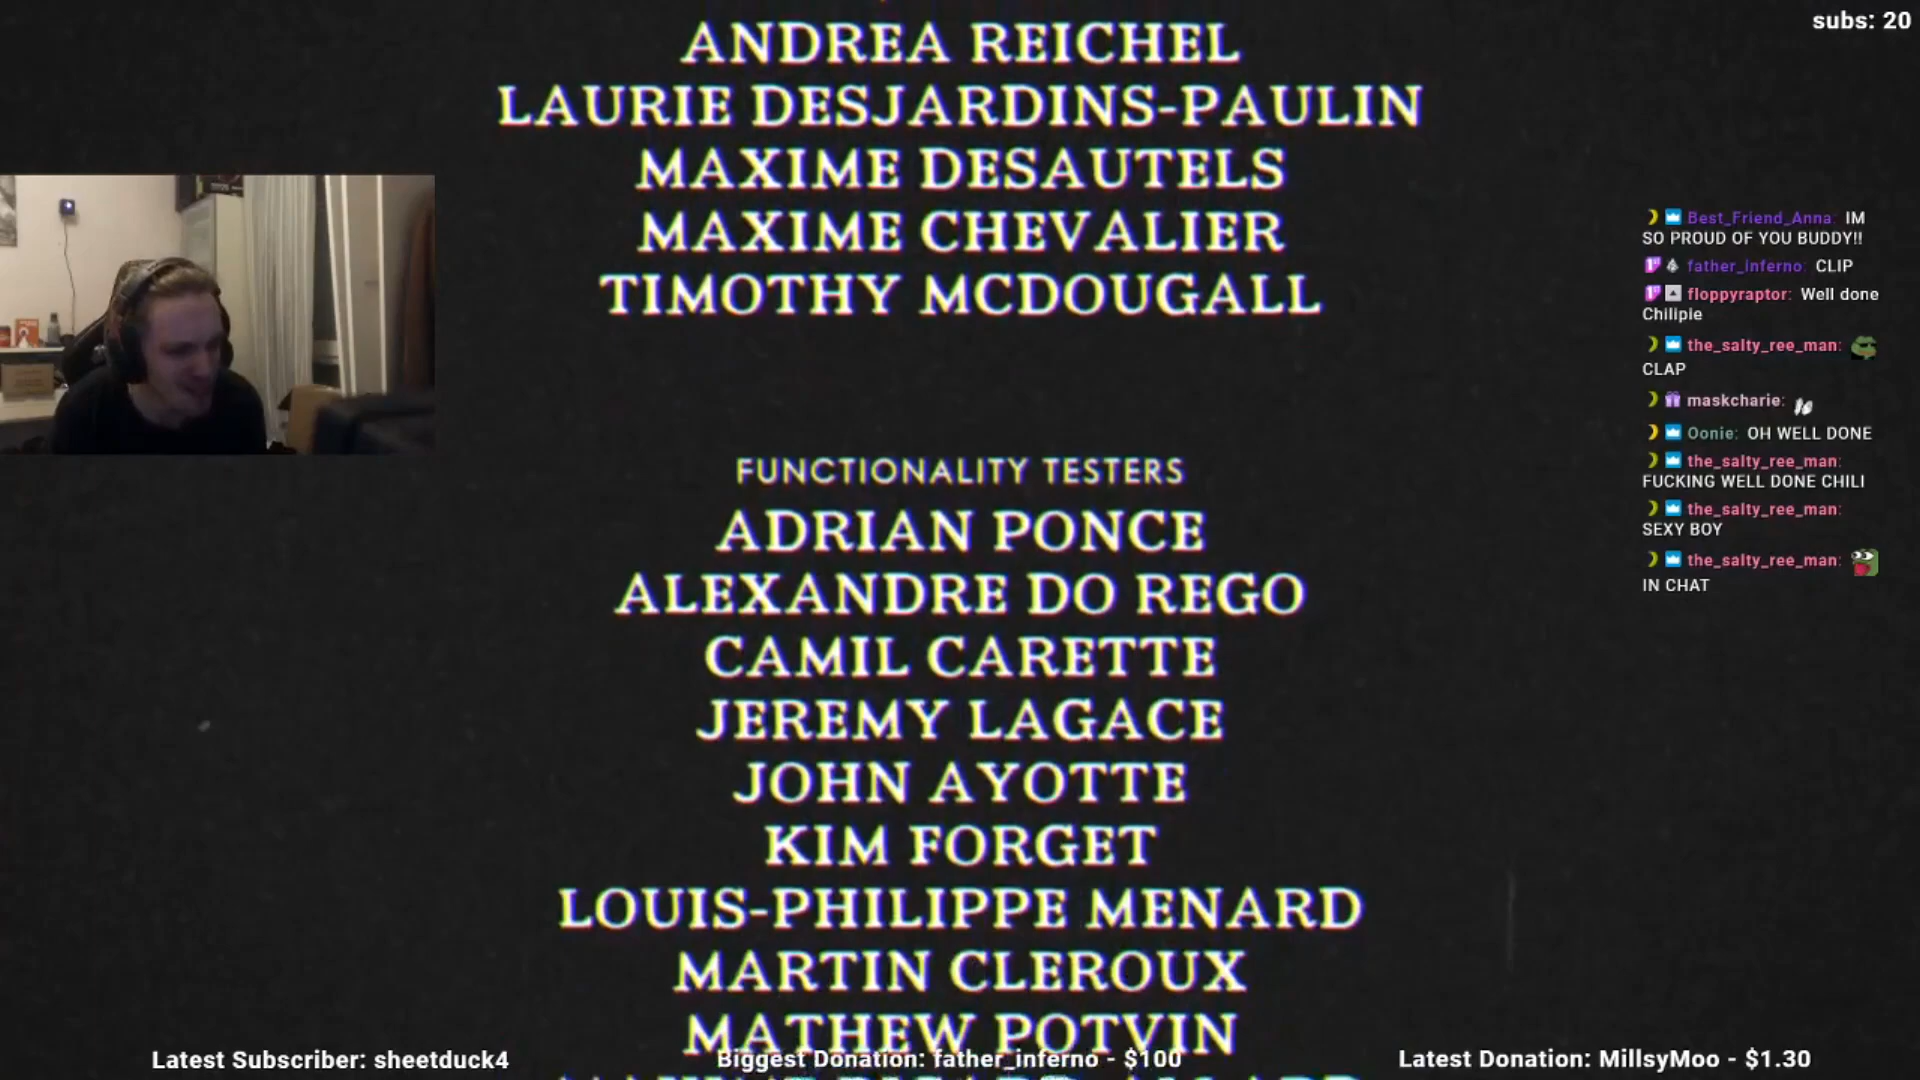 subs: 20
ANDREA REICHEL
LAURIE DESJARDINS-PAULIN
MAXIME DESAUTELS
MAXIME CHEVALIER
TIMOTHY MCDOUGALL
FUNCTIONALITY TESTERS
ADRIAN PONCE
ALEXANDRE DO REGO
CAMIL CARETTE
JEREMY LAGACE
JOHN AYOTTE
KIM FORGET
LOUIS-PHILIPPE MENARD
MARTIN CLEROUX
MATHEW POTVIN
Best_Friend_Anna: IM
SO PROUD OF YOU BUDDY!!
father_inferno: CLIP
floppyraptor: Well done
Chilipie
the_salty_ree_man:
CLAP
maskcharie:
Oonie: OH WELL DONE
the_salty_ree_man:
FUCKING WELL DONE CHILI
the_salty_ree_man:
SEXY BOY
the_salty_ree_man:
IN CHAT
Latest Subscriber: sheetduck4
Biggest Donation: father_inferno - $100
Latest Donation: MillsyMoo - $1.30